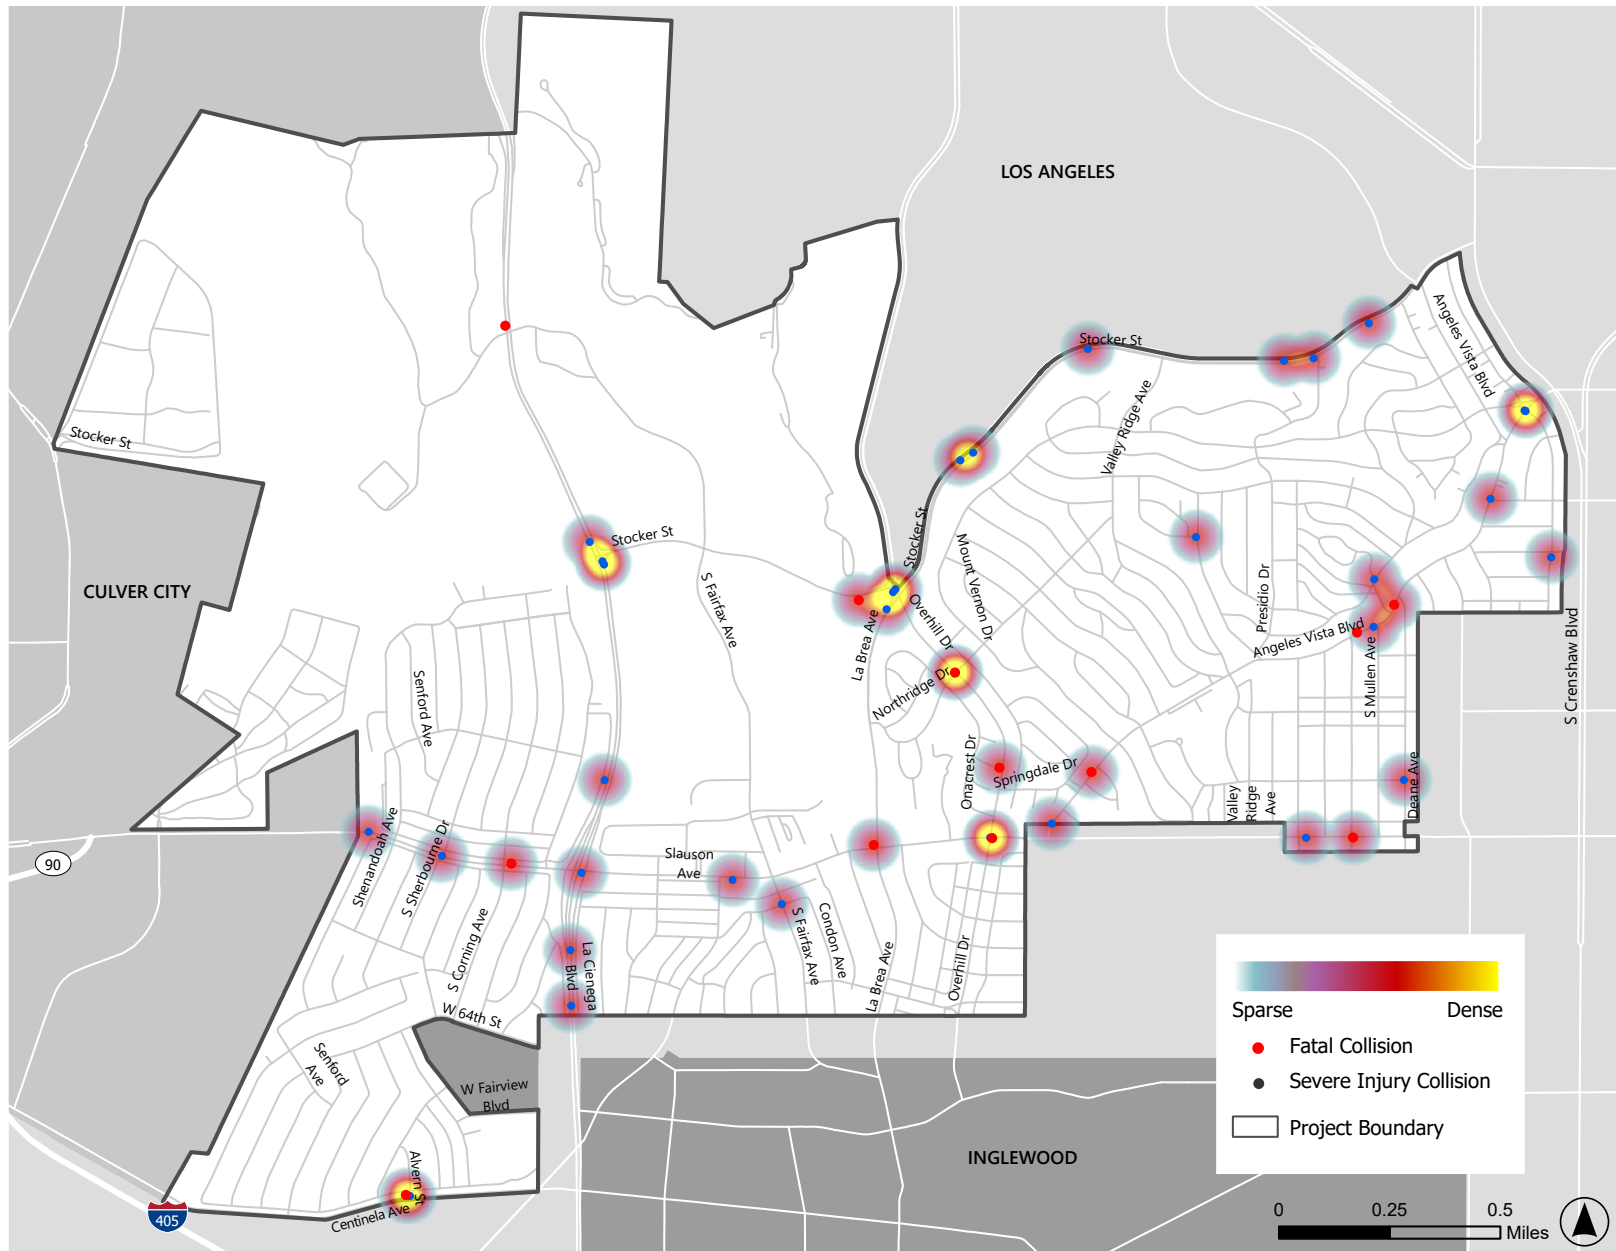 LOS ANGELES
Angeles Vista Blvd
Stocker St
Valley Ridge Ave
Stocker St
Stocker St
Stocker St
CULVER CITY
S Fairfax Ave
Mount Vernon Dr
Overhill Dr
La Brea Ave
Northridge Dr
Presidio Dr
Angeles Vista Blvd
S Mullen Ave
S Crenshaw Blvd
Senford Ave
Onacrest Dr
Springdale Dr
Valley
Ridge
Ave
Deane Ave
Shenandoah Ave
S Sherbourne Dr
90
Slauson
Ave
S Corning Ave
La Cienega
Blvd
S Fairfax Ave
Condon Ave
La Brea Ave
Overhill Dr
W 64th St
Senford
Ave
W Fairview
Blvd
Alvern St
Centinela Ave
405
INGLEWOOD
Sparse
Dense
Fatal Collision
Severe Injury Collision
Project Boundary
0
0.25
0.5
Miles